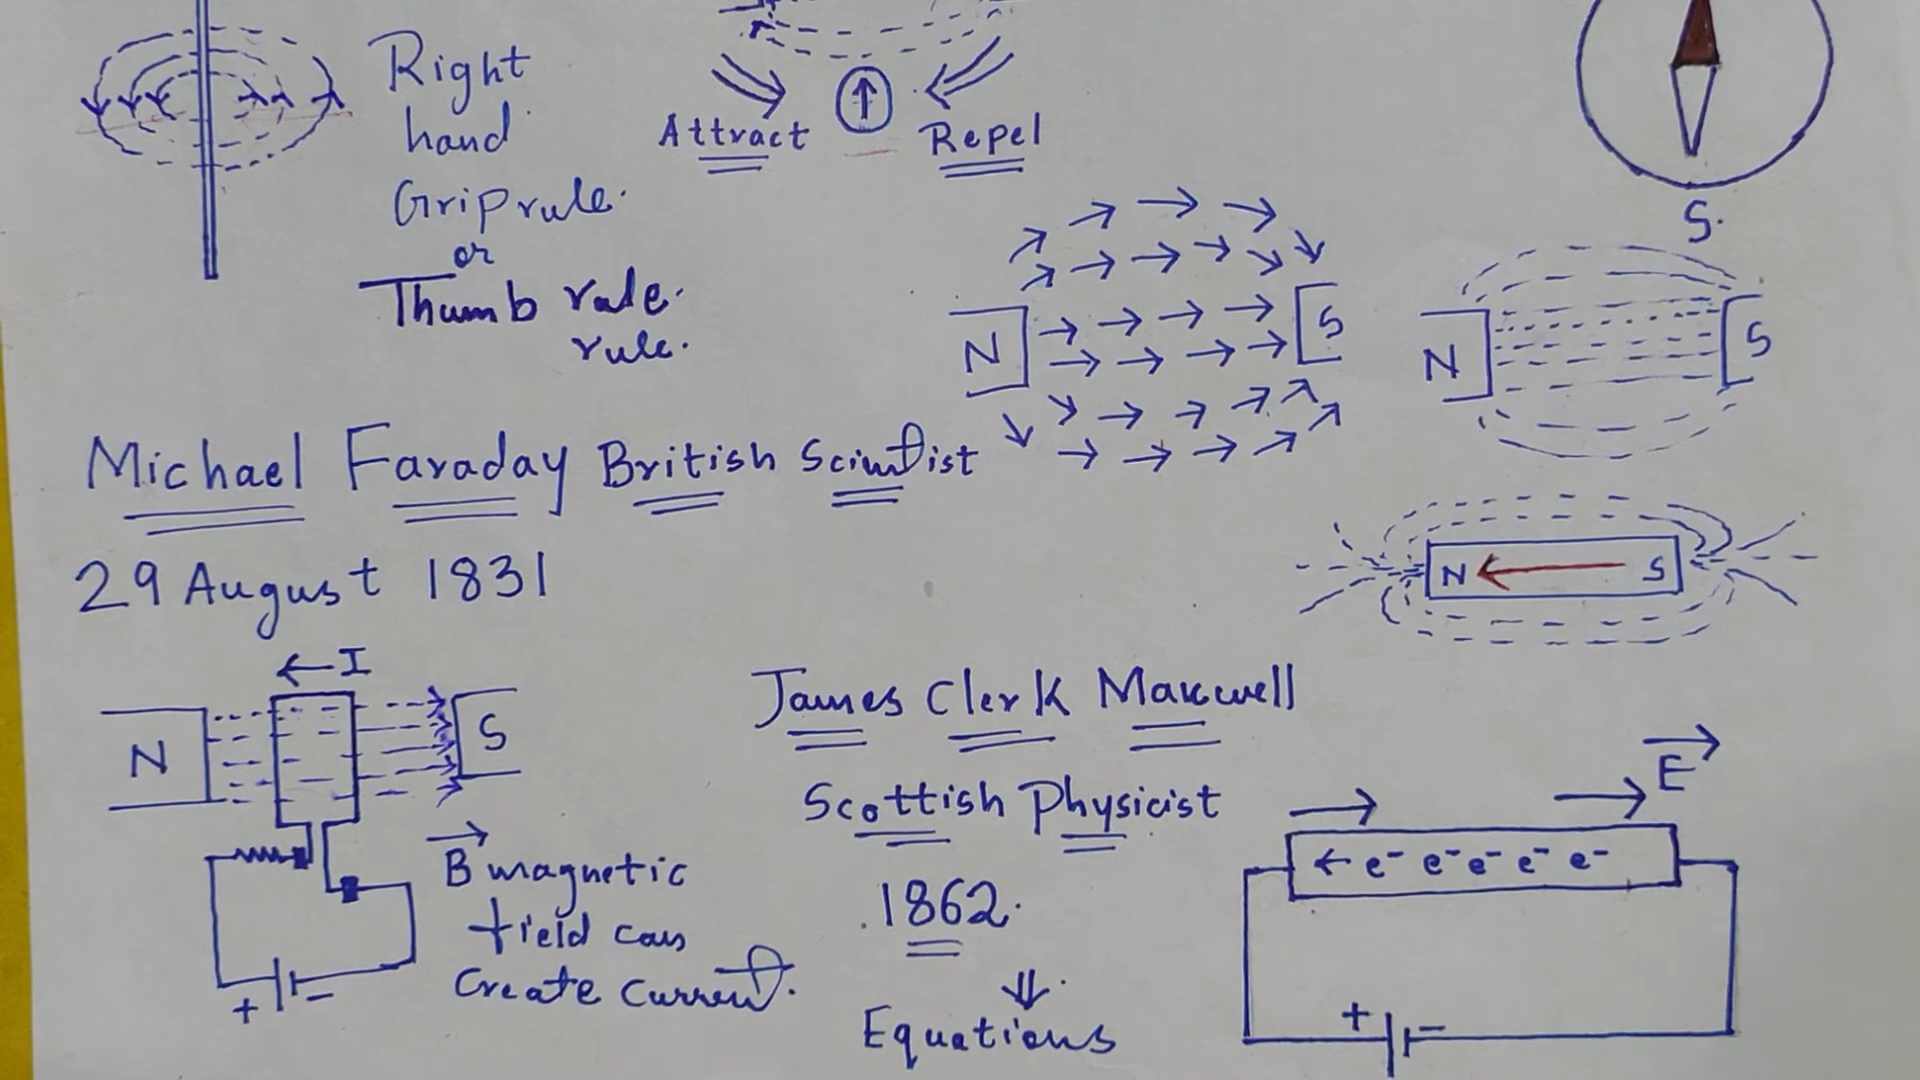 Right
hand
Grip rule.
or
Thumb rule.
rule.
Attract
Repel
S.
N
S
N
S
Michael Faraday British Scientist
29 August 1831
N
S
← I
N
S
B magnetic
field can
Create Current.
James Clerk Maxwell
Scottish Physicist
1862.
Equations
E
← e⁻ e⁻ e⁻ e⁻ e⁻
+ −
+ −